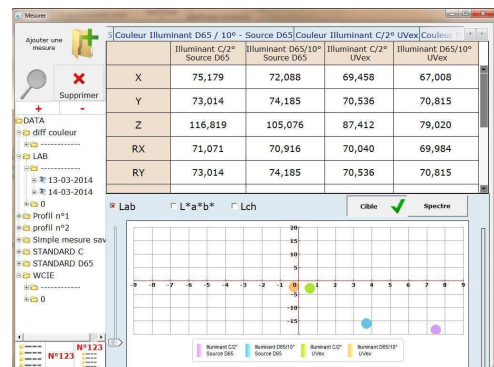 Mesurer
Ajouter une
mesure
Supprimer
+ -
DATA
diff couleur
------------
LAB
------------
13-03-2014
14-03-2014
0
Profil n°1
profil n°2
Simple mesure sav
STANDARD C
STANDARD D65
WCIE
------------
0
N°123
N°123
5 Couleur Illuminant D65 / 10° - Source D65 Couleur Illuminant C/2° UVex Couleur
Illuminant C/2° Source D65 Illuminant D65/10° Source D65 Illuminant C/2° UVex Illuminant D65/10° UVex
X 75,179 72,088 69,458 67,008
Y 73,014 74,185 70,536 70,815
Z 116,819 105,076 87,412 79,020
RX 71,071 70,916 70,040 69,984
RY 73,014 74,185 70,536 70,815
Lab L*a*b* Lch Cible Spectre
20
15
10
5
-9 -8 -7 -6 -5 -4 -3 -2 -1 0 1 2 3 4 5 6 7 8 9
-5
-10
-15
Illuminant C/2° Source D65 Illuminant D65/10° Source D65 Illuminant C/2° UVex Illuminant D65/10° UVex